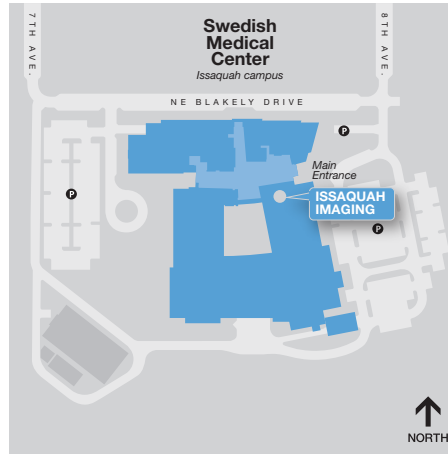 7TH AVE.
Swedish
Medical
Center
Issaquah campus
8TH AVE.
NE BLAKELY DRIVE
P
Main
Entrance
ISSAQUAH
IMAGING
P
P
NORTH